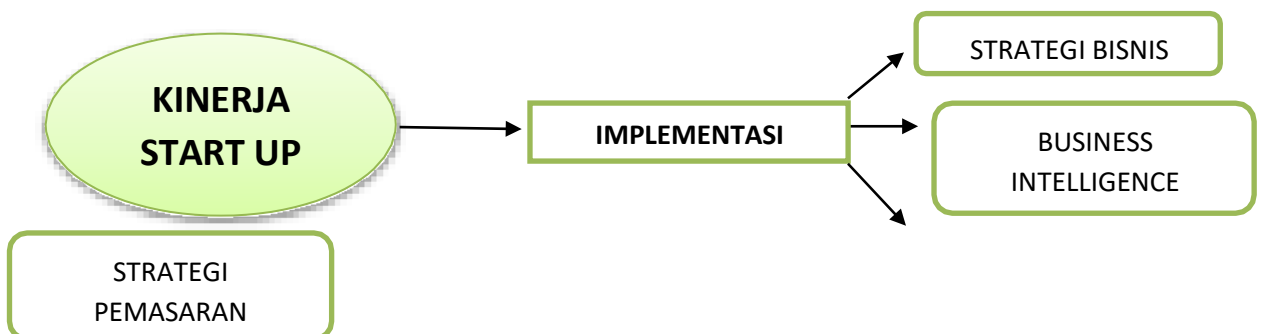 KINERJA
START UP
IMPLEMENTASI
STRATEGI BISNIS
BUSINESS
INTELLIGENCE
STRATEGI
PEMASARAN